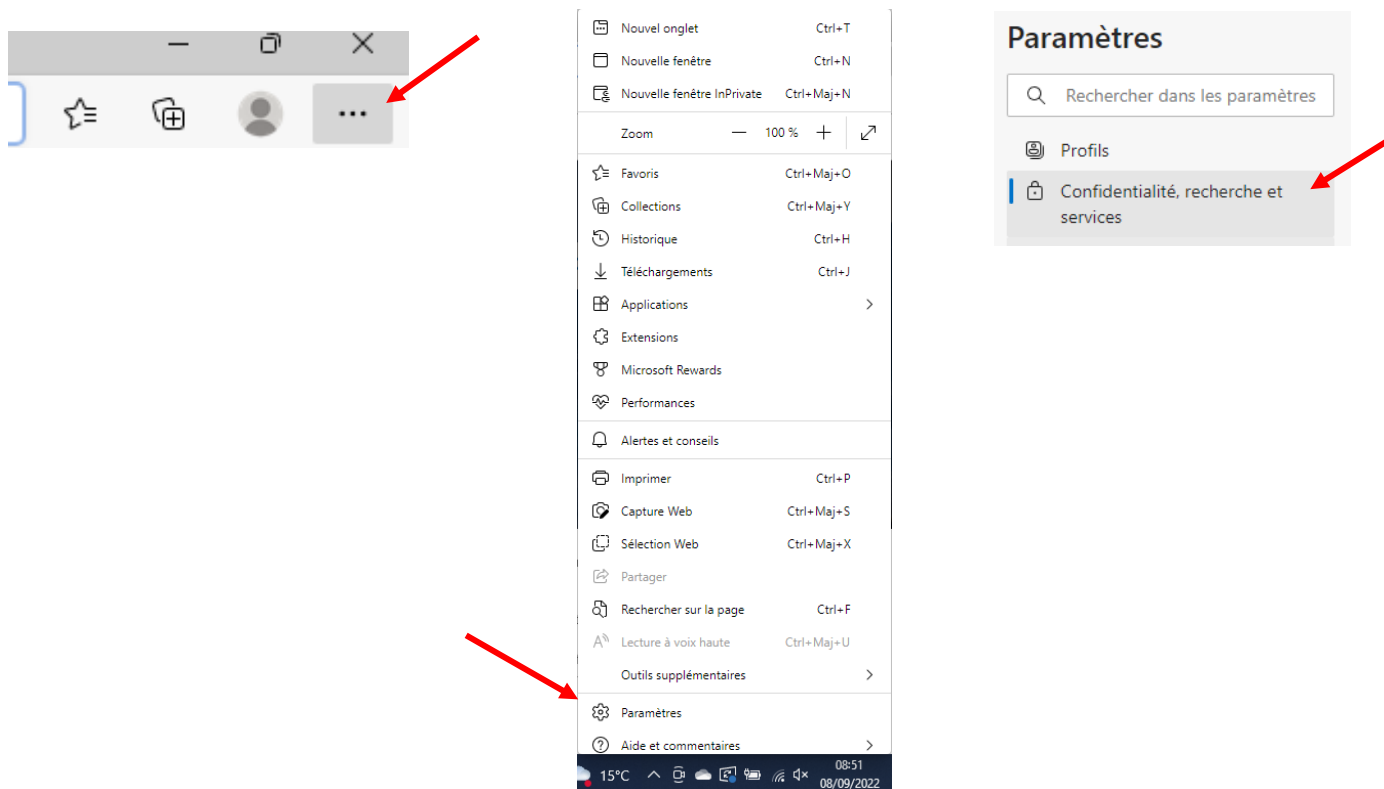 Nouvel onglet Ctrl+T
Nouvelle fenêtre Ctrl+N
Nouvelle fenêtre InPrivate Ctrl+Maj+N
Zoom — 100 % +
Favoris Ctrl+Maj+O
Collections Ctrl+Maj+Y
Historique Ctrl+H
Téléchargements Ctrl+J
Applications
Extensions
Microsoft Rewards
Performances
Alertes et conseils
Imprimer Ctrl+P
Capture Web Ctrl+Maj+S
Sélection Web Ctrl+Maj+X
Partager
Rechercher sur la page Ctrl+F
Lecture à voix haute Ctrl+Maj+U
Outils supplémentaires
Paramètres
Aide et commentaires
15°C 08:51
08/09/2022
Paramètres
Rechercher dans les paramètres
Profils
Confidentialité, recherche et
services